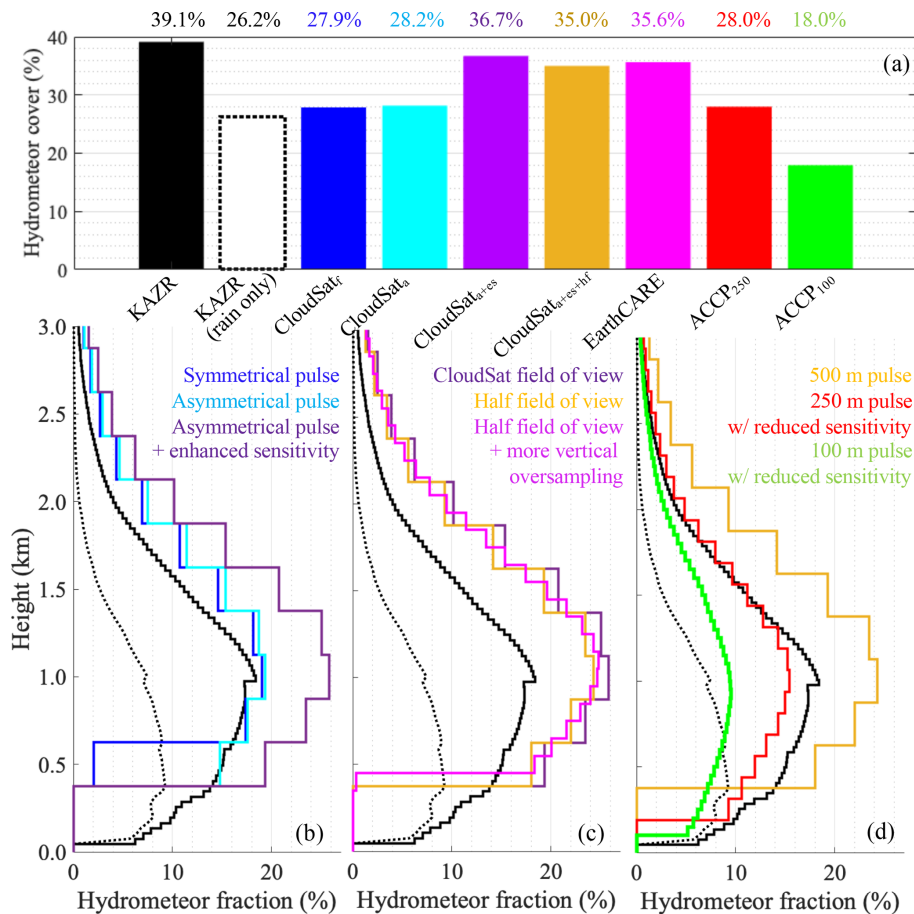 39.1% 26.2% 27.9% 28.2% 36.7% 35.0% 35.6% 28.0% 18.0%
40
(a)
30
20
10
0
Hydrometeor cover (%)
KAZR
KAZR
(rain only)
CloudSatf
CloudSata
CloudSata+es
CloudSata+es+hf
EarthCARE
ACCP250
ACCP100
3.0
2.5
2.0
1.5
1.0
0.5
0.0
Height (km)
Symmetrical pulse
Asymmetrical pulse
Asymmetrical pulse
+ enhanced sensitivity
(b)
0 10 20
Hydrometeor fraction (%)
CloudSat field of view
Half field of view
Half field of view
+ more vertical
oversampling
(c)
0 10 20
Hydrometeor fraction (%)
500 m pulse
250 m pulse
w/ reduced sensitivity
100 m pulse
w/ reduced sensitivity
(d)
0 10 20
Hydrometeor fraction (%)